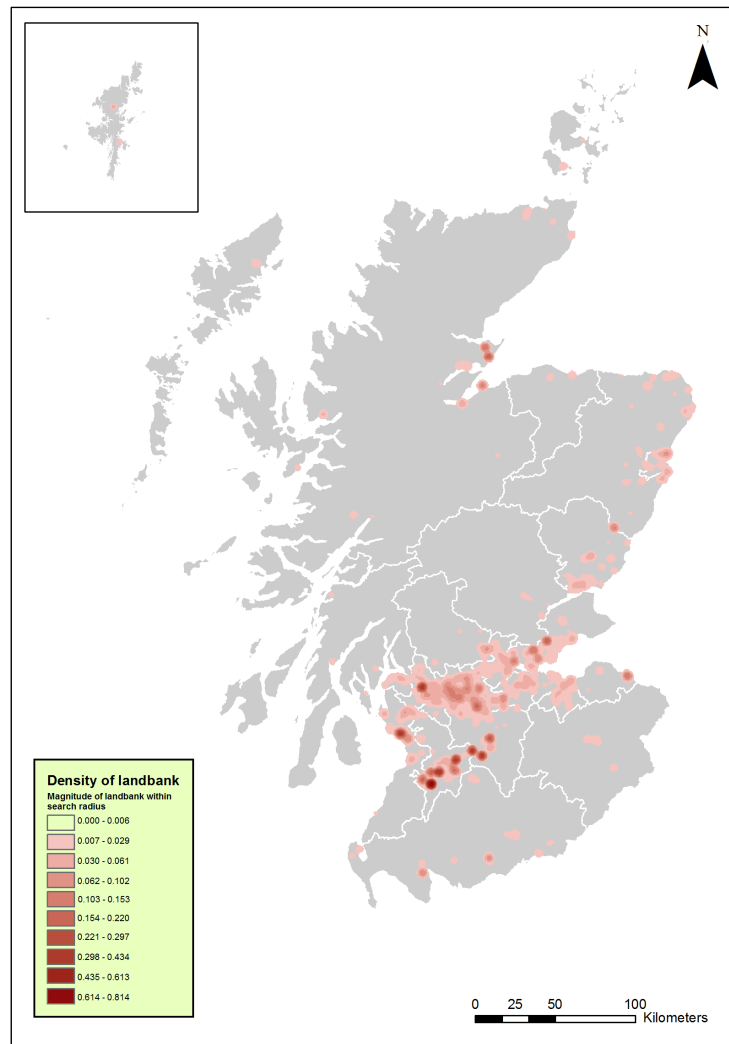 N
Density of landbank
Magnitude of landbank within
search radius
0.000 - 0.006
0.007 - 0.029
0.030 - 0.061
0.062 - 0.102
0.103 - 0.153
0.154 - 0.220
0.221 - 0.297
0.298 - 0.434
0.435 - 0.613
0.614 - 0.814
0 25 50 100
Kilometers